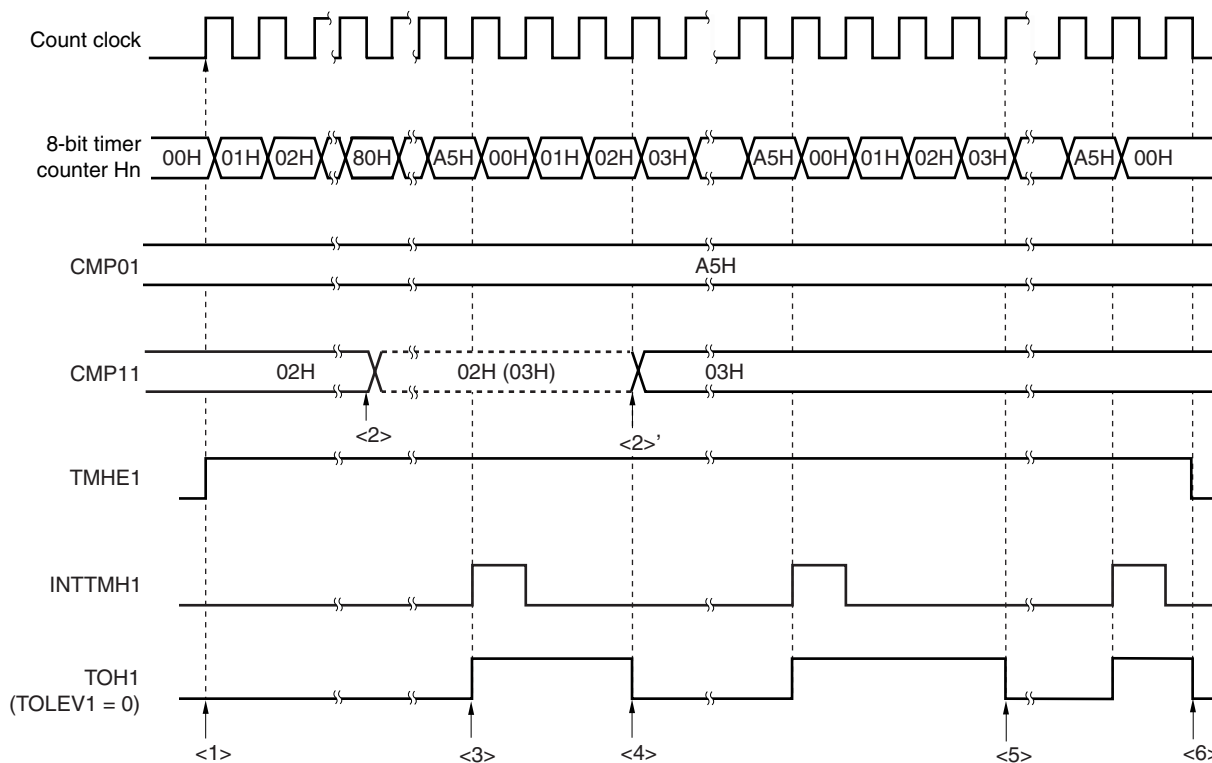 Count clock
8-bit timer
counter Hn
00H 01H 02H 80H A5H 00H 01H 02H 03H A5H 00H 01H 02H 03H A5H 00H
CMP01
A5H
CMP11
02H 02H (03H) 03H
<2> <2>’
TMHE1
INTTMH1
TOH1
(TOLEV1 = 0)
<1> <3> <4> <5> <6>